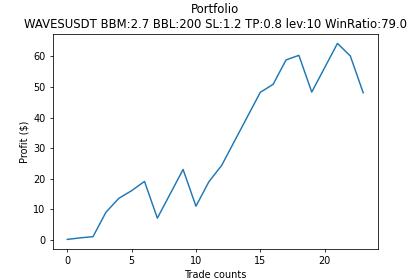 Portfolio
WAVESUSDT BBM:2.7 BBL:200 SL:1.2 TP:0.8 lev:10 WinRatio:79.0
Profit ($)
60
50
40
30
20
10
0
0 5 10 15 20
Trade counts